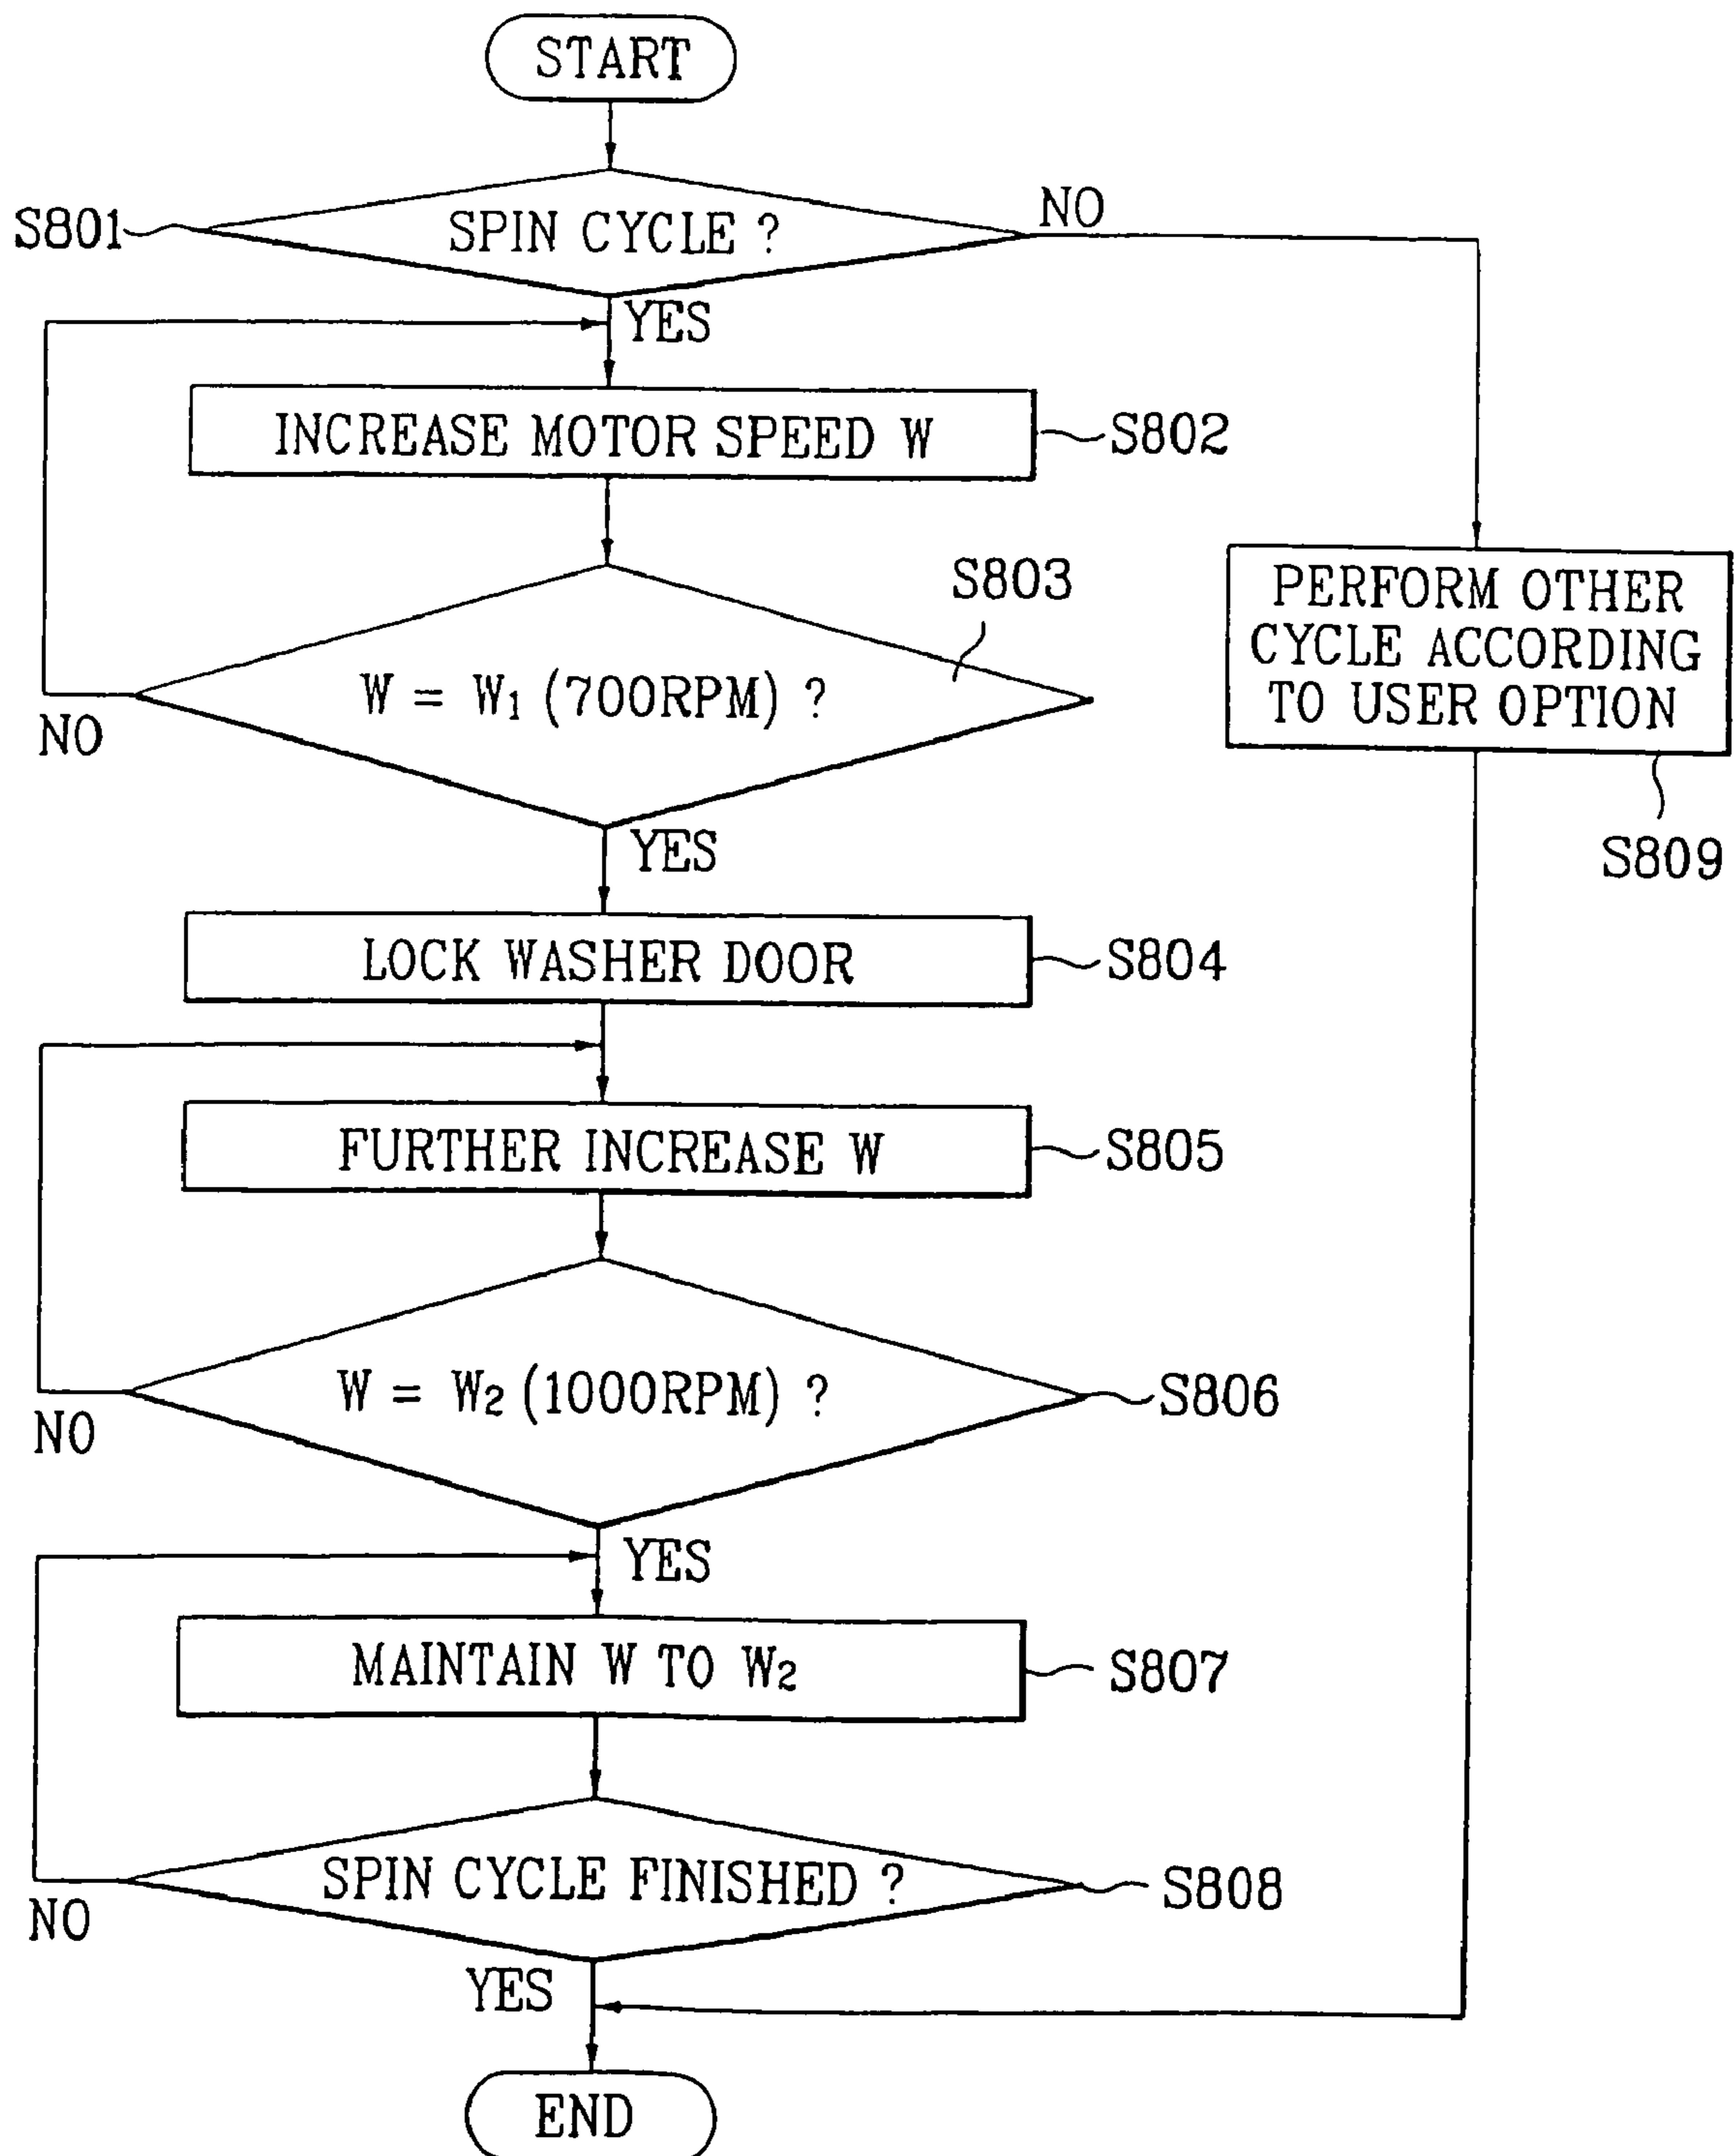 START
S801
SPIN CYCLE ?
NO
YES
INCREASE MOTOR SPEED W
S802
S803
W = W₁ (700RPM) ?
NO
YES
PERFORM OTHER
CYCLE ACCORDING
TO USER OPTION
S809
LOCK WASHER DOOR
S804
FURTHER INCREASE W
S805
W = W₂ (1000RPM) ?
S806
NO
YES
MAINTAIN W TO W₂
S807
SPIN CYCLE FINISHED ?
S808
NO
YES
END